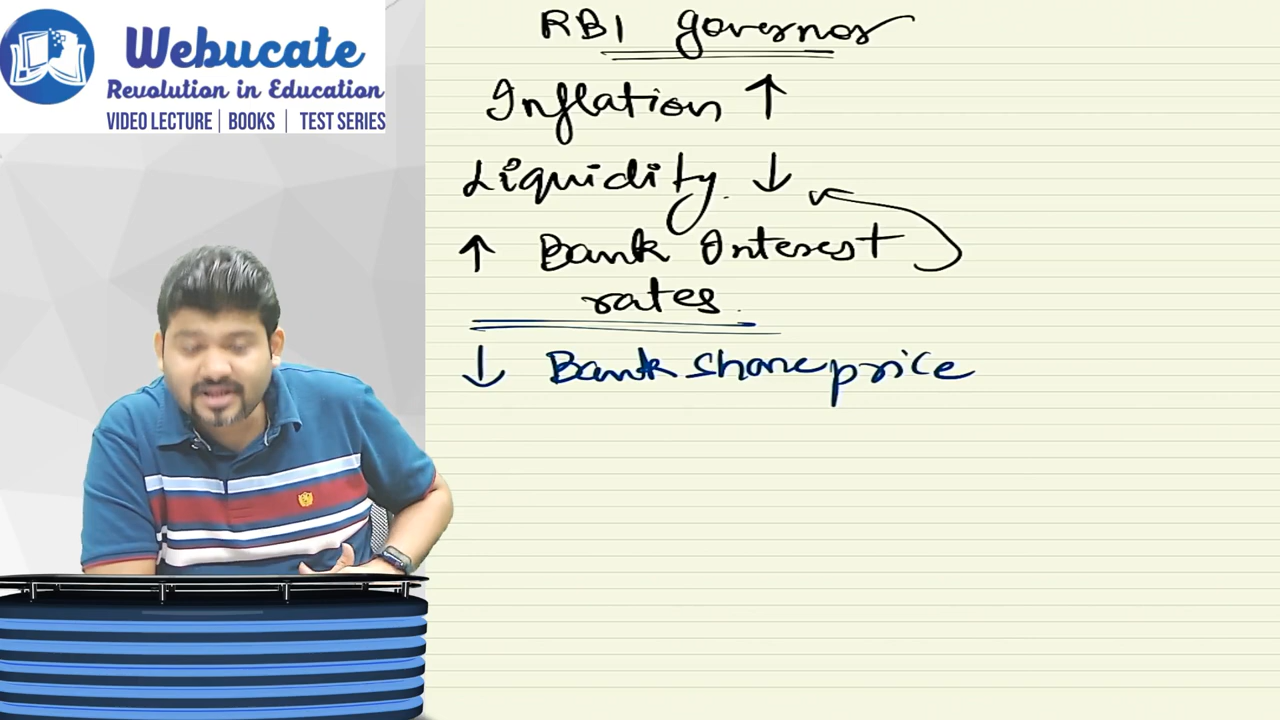 Webucate
Revolution in Education
VIDEO LECTURE | BOOKS | TEST SERIES
RBI governor
Inflation ↑
Liquidity ↓
↑ Bank Interest
rates
↓ Bank share price